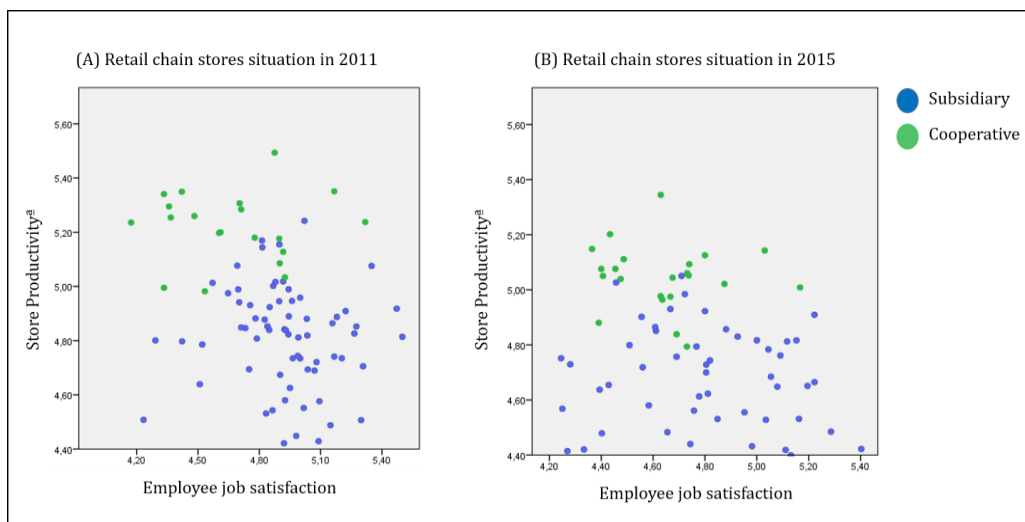 (A) Retail chain stores situation in 2011
(B) Retail chain stores situation in 2015
Subsidiary
Cooperative
Store Productivityª
5,60
5,40
5,20
5,00
4,80
4,60
4,40
4,20 4,50 4,80 5,10 5,40
Employee job satisfaction
Store Productivityª
5,60
5,40
5,20
5,00
4,80
4,60
4,40
4,20 4,40 4,60 4,80 5,00 5,20 5,40
Employee job satisfaction